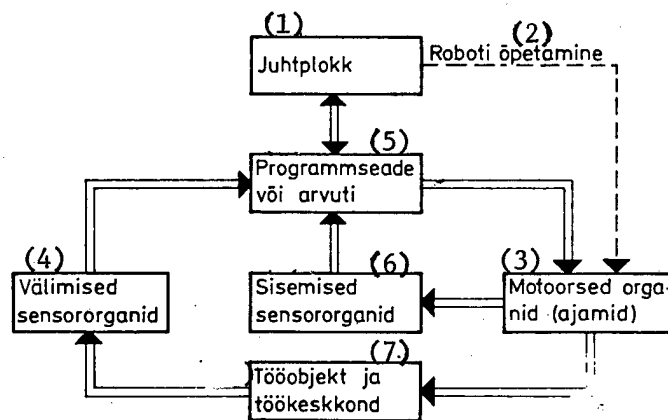 (1)
Juhtplokk
(2)
Roboti õpetamine
(5)
Programmseade
või arvuti
(4)
Välimised
sensororganid
(6)
Sisemised
sensororganid
(3)
Motoorsed orga-
nid (ajamid)
(7)
Tööobjekt ja
töökeskkond